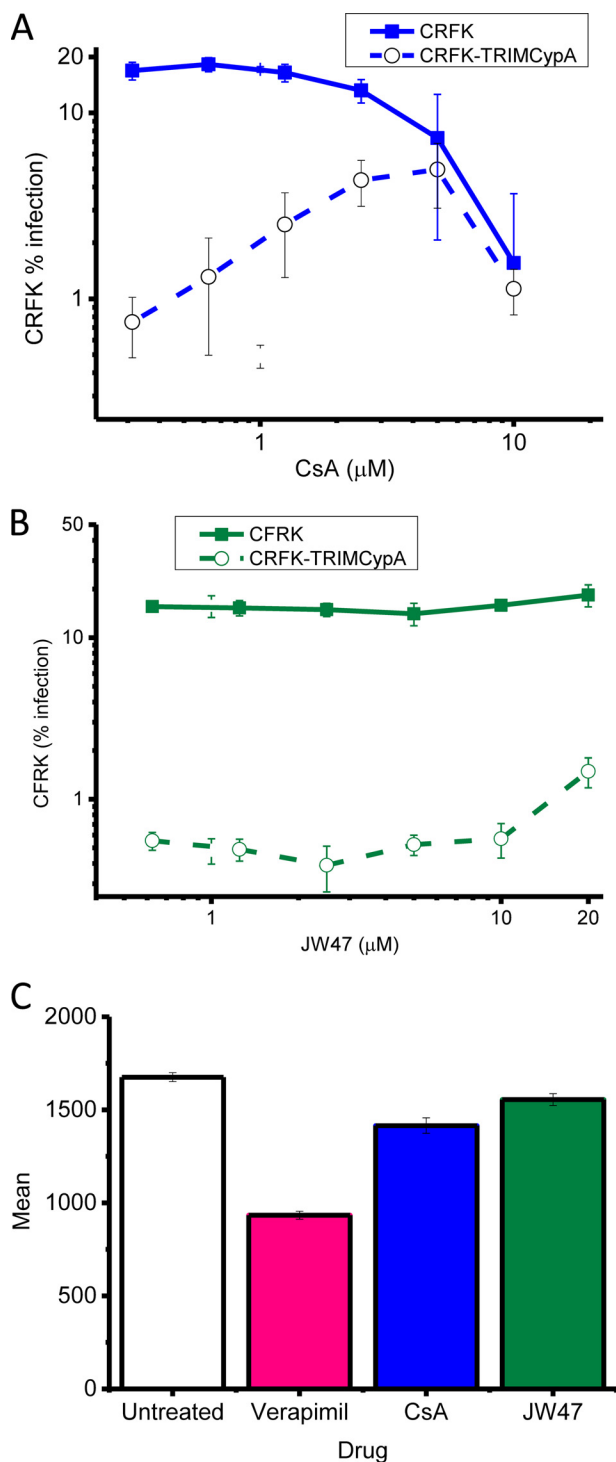 A
CRFK
CRFK-TRIMCypA
20
10
1
CRFK % infection
1
10
CsA (μM)
B
CFRK
CRFK-TRIMCypA
50
10
1
CFRK (% infection)
1
10
20
JW47 (μM)
C
2000
1500
1000
500
0
Mean
Untreated
Verapimil
CsA
JW47
Drug